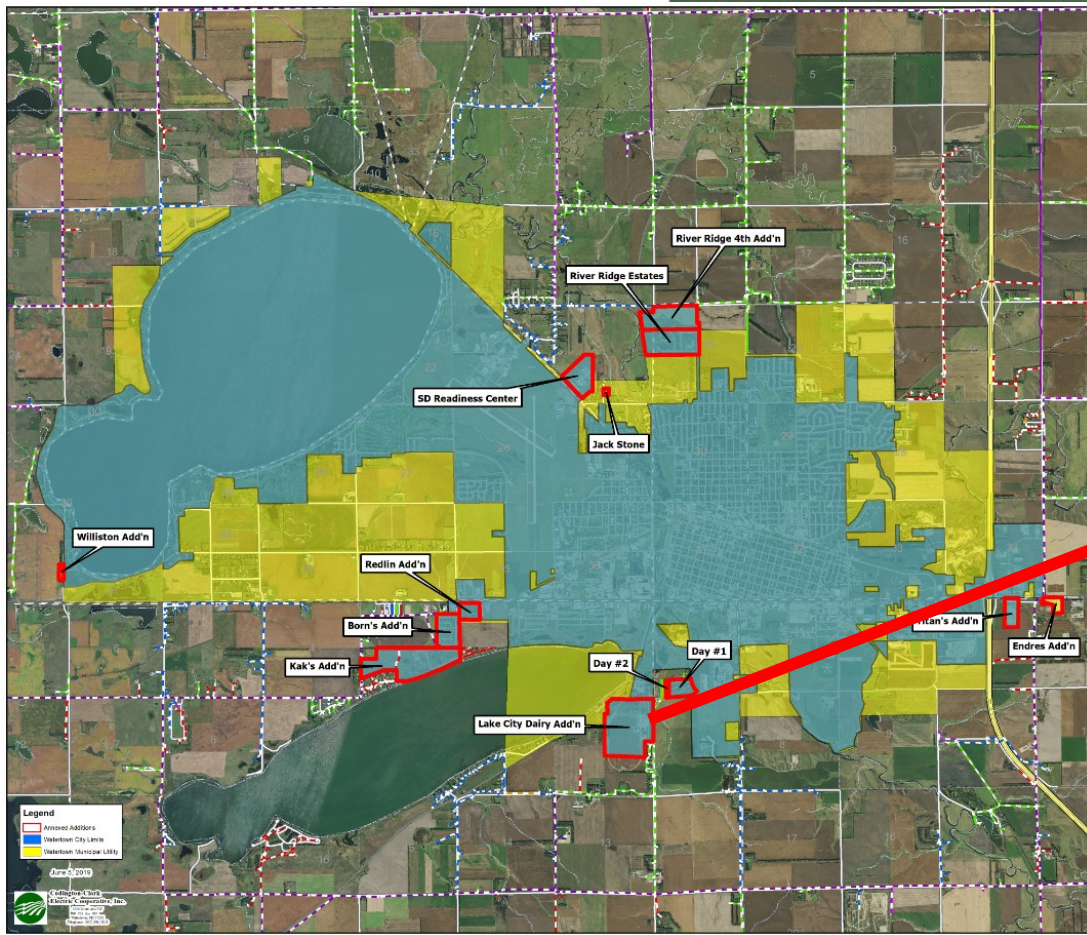 River Ridge 4th Add'n
River Ridge Estates
SD Readiness Center
Jack Stone
Williston Add'n
Redlin Add'n
Born's Add'n
Kak's Add'n
Day #2
Day #1
Lake City Dairy Add'n
Titan's Add'n
Endres Add'n
Legend
Annexed Additions
Watertown City Limits
Watertown Municipal Utility
June 5, 2019
Codington-Clark
Electric Cooperative, Inc.